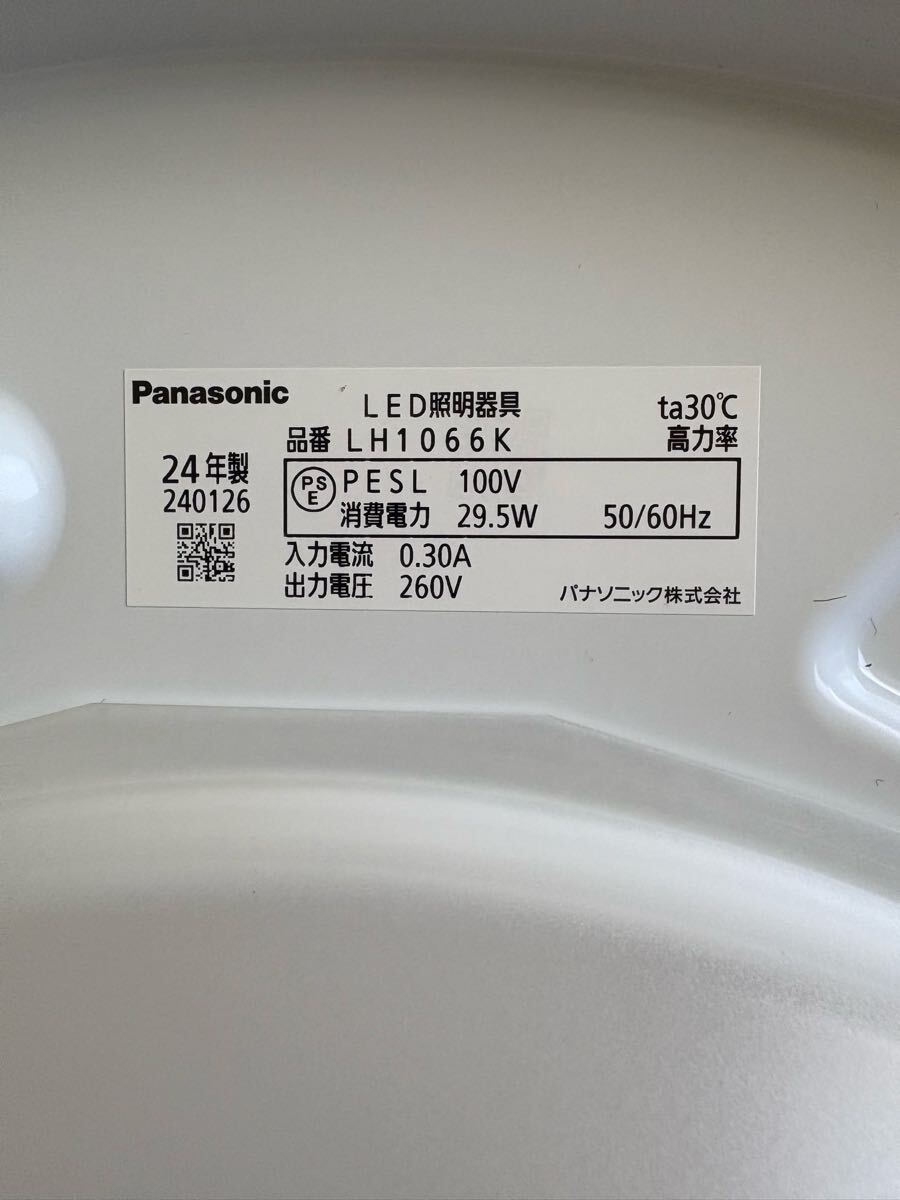 Panasonic
LED照明器具
ta30℃
品番 LH1066K
高力率
24年製
240126
PSE
PESL 100V
消費電力 29.5W 50/60Hz
入力電流 0.30A
出力電圧 260V
パナソニック株式会社